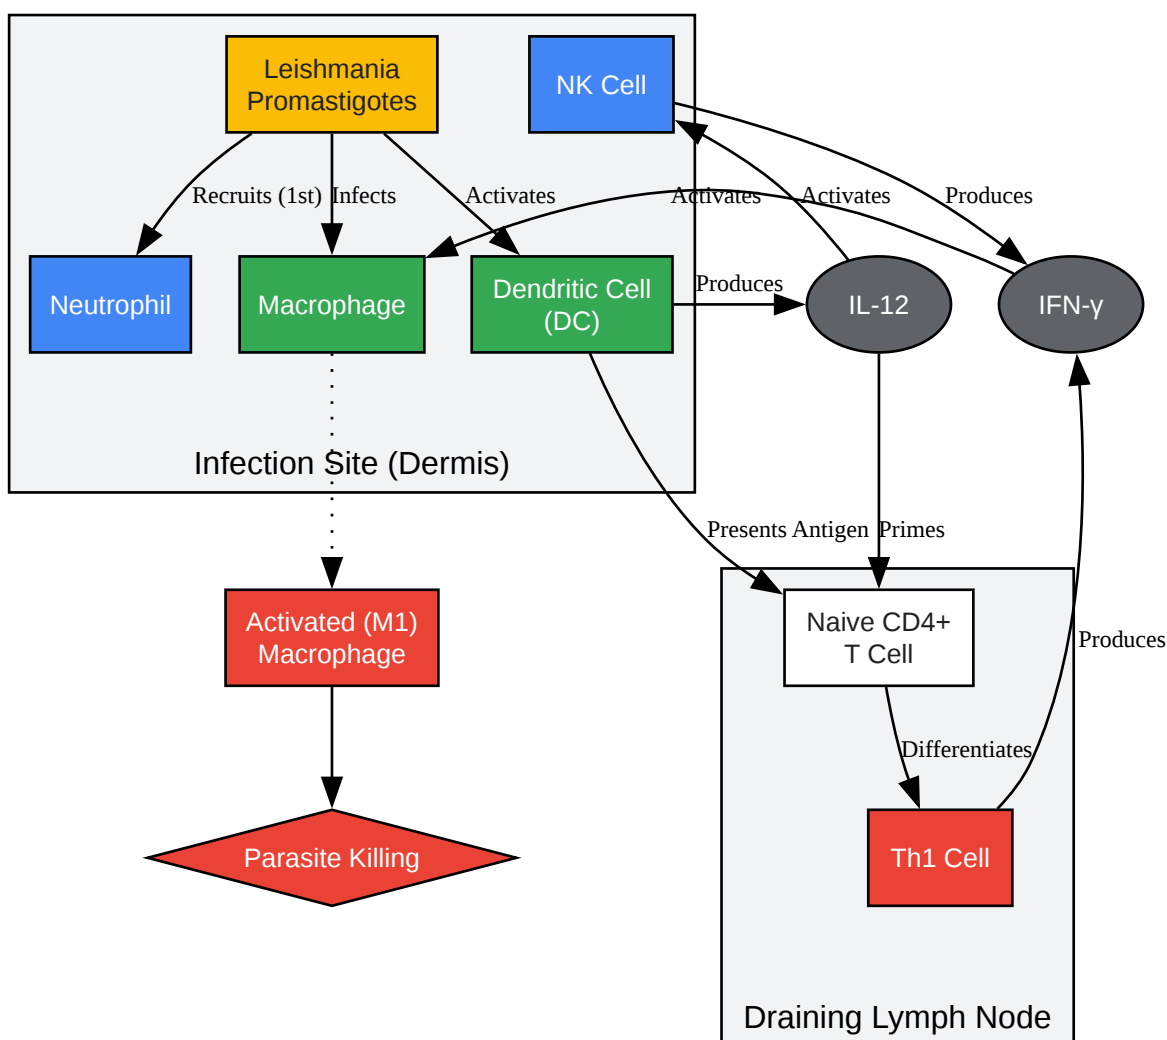 Leishmania
Promastigotes
NK Cell
Recruits (1st)
Infects
Activates
Activates
Activates
Produces
Neutrophil
Macrophage
Dendritic Cell
(DC)
Produces
IL-12
IFN-γ
Infection Site (Dermis)
Presents Antigen
Primes
Activated (M1)
Macrophage
Naive CD4+
T Cell
Produces
Differentiates
Parasite Killing
Th1 Cell
Draining Lymph Node